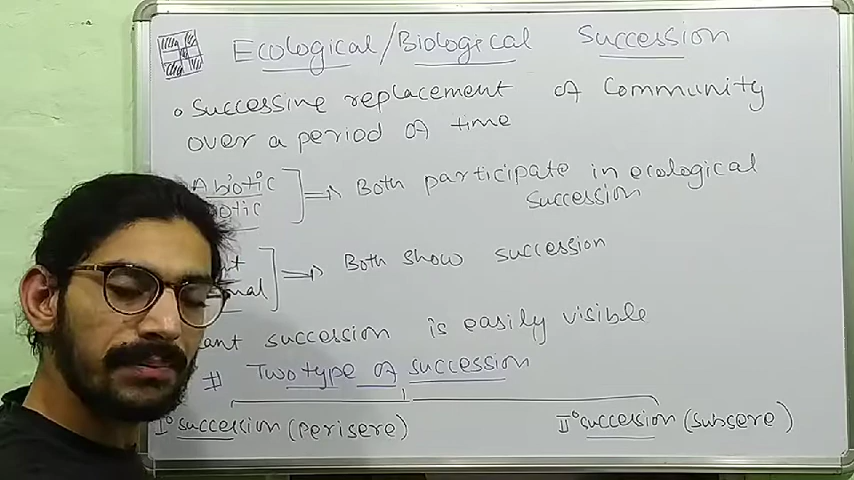 Ecological/Biological Succession
Successine replacement of Community
over a period of time
Abiotic
Both participate in ecological
succession
Both show succession
succession is easily visible
# Two type of succession
I° succession (perisere)
II° succession (subsere)